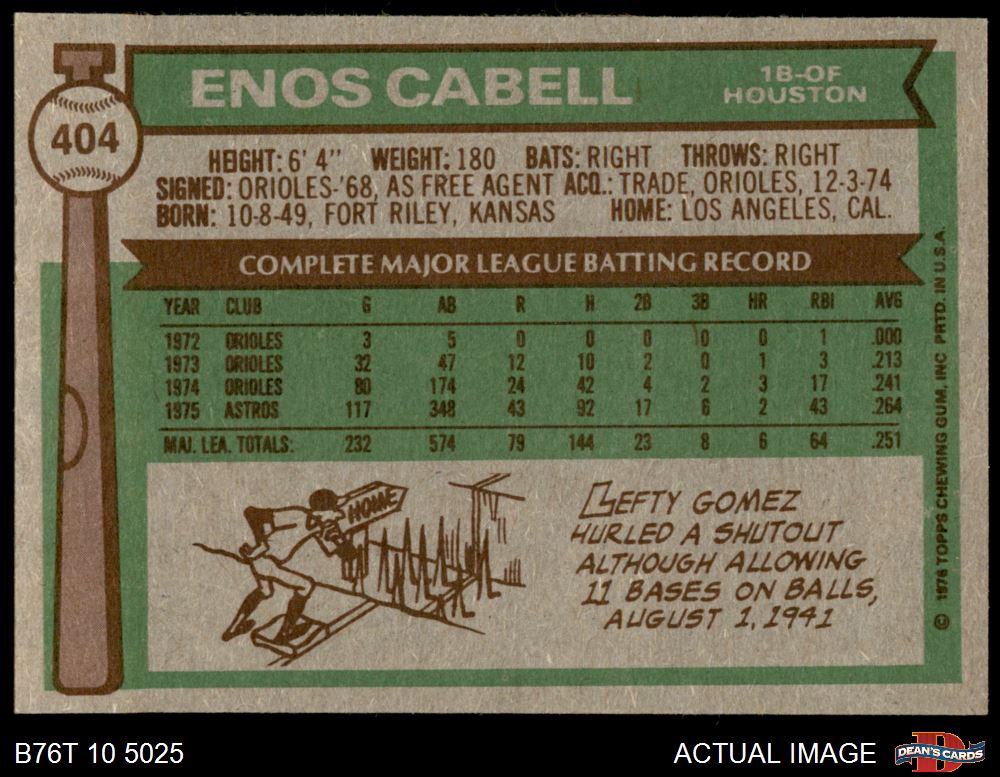 404
ENOS CABELL
1B-OF
HOUSTON
HEIGHT: 6' 4" WEIGHT: 180 BATS: RIGHT THROWS: RIGHT
SIGNED: ORIOLES-'68, AS FREE AGENT ACQ.: TRADE, ORIOLES, 12-3-74
BORN: 10-8-49, FORT RILEY, KANSAS HOME: LOS ANGELES, CAL.
COMPLETE MAJOR LEAGUE BATTING RECORD
YEAR CLUB G AB R H 2B 3B HR RBI AVG
1972 ORIOLES 3 5 0 0 0 0 0 1 .000
1973 ORIOLES 32 47 12 10 2 0 1 3 .213
1974 ORIOLES 80 174 24 42 4 2 3 17 .241
1975 ASTROS 117 348 43 92 17 6 2 43 .264
MAJ. LEA. TOTALS: 232 574 79 144 23 8 6 64 .251
HOME
LEFTY GOMEZ
HURLED A SHUTOUT
ALTHOUGH ALLOWING
11 BASES ON BALLS,
AUGUST 1, 1941
© 1976 TOPPS CHEWING GUM, INC PRTD. IN U.S.A.
B76T 10 5025
ACTUAL IMAGE
DEAN'S CARDS